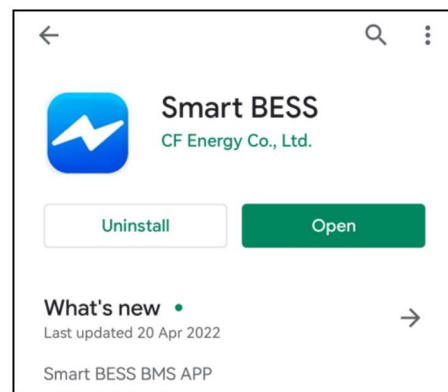 Smart BESS
CF Energy Co., Ltd.
Uninstall
Open
What's new
Last updated 20 Apr 2022
Smart BESS BMS APP